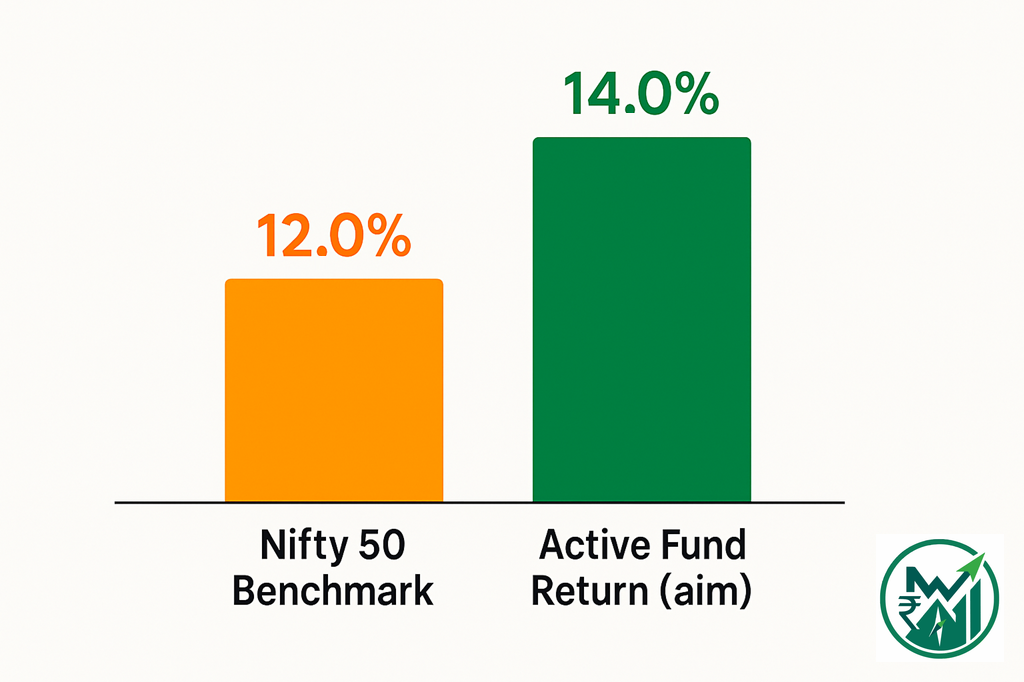 14.0%
12.0%
Nifty 50
Benchmark
Active Fund
Return (aim)